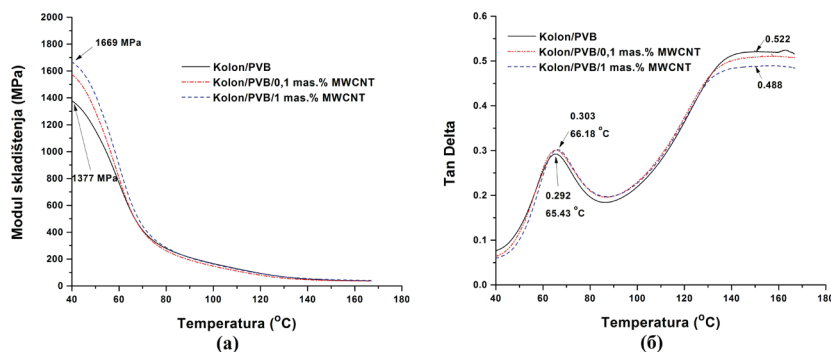 Modul skladištenja (MPa)
2000
1800
1600
1400
1200
1000
800
600
400
200
0
1669 MPa
1377 MPa
Kolon/PVB
Kolon/PVB/0,1 mas.% MWCNT
Kolon/PVB/1 mas.% MWCNT
40 60 80 100 120 140 160 180
Temperatura (°C)
(а)
Tan Delta
0.6
0.5
0.4
0.3
0.2
0.1
0.0
Kolon/PVB
Kolon/PVB/0,1 mas.% MWCNT
Kolon/PVB/1 mas.% MWCNT
0.522
0.488
0.303
66.18 °C
0.292
65.43 °C
40 60 80 100 120 140 160 180
Temperatura (°C)
(б)